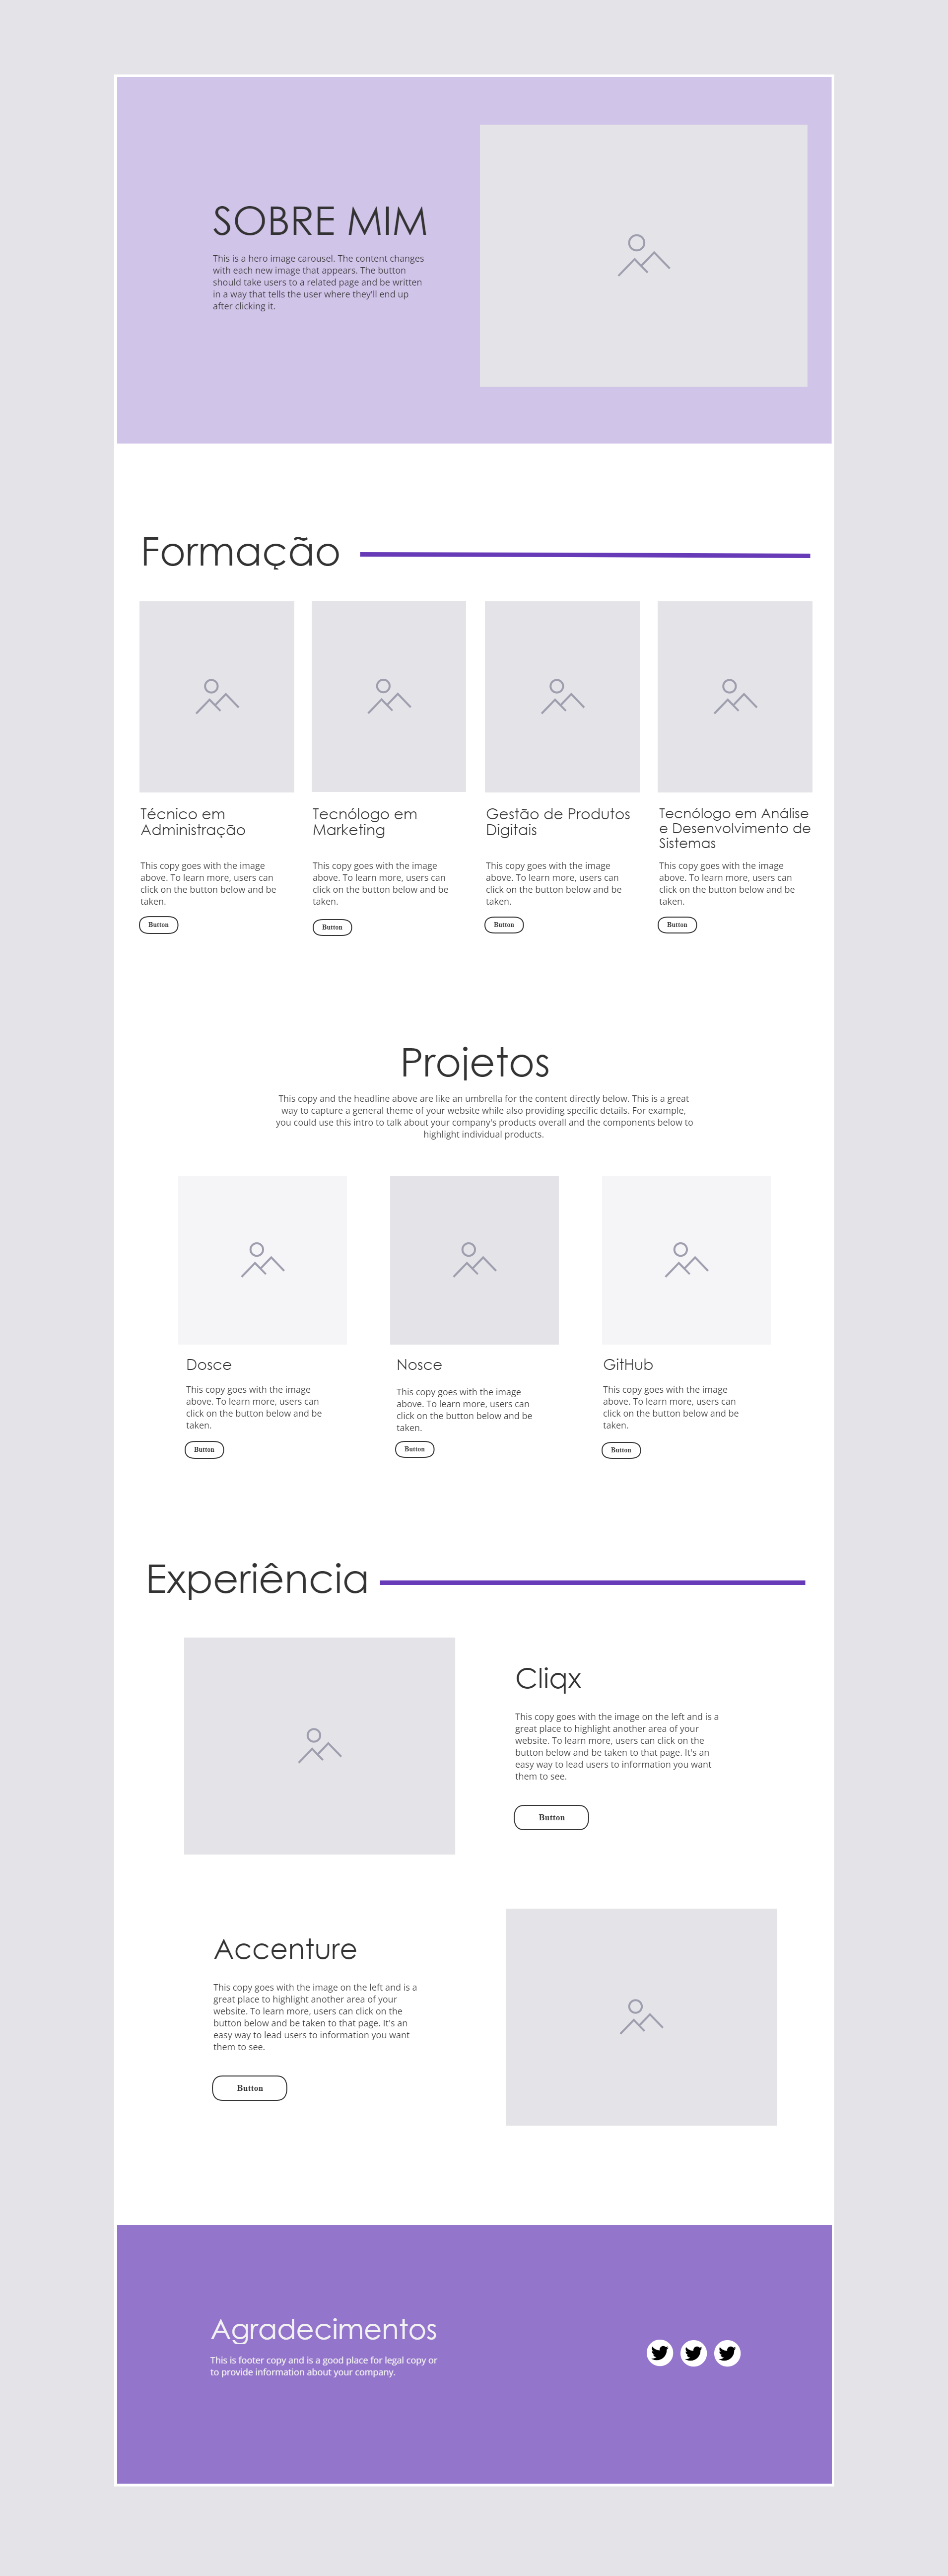 SOBRE MIM
This is a hero image carousel. The content changes
with each new image that appears. The button
should take users to a related page and be written
in a way that tells the user where they'll end up
after clicking it.
Formação
Técnico em
Administração
This copy goes with the image
above. To learn more, users can
click on the button below and be
taken.
Button
Tecnólogo em
Marketing
This copy goes with the image
above. To learn more, users can
click on the button below and be
taken.
Button
Gestão de Produtos
Digitais
This copy goes with the image
above. To learn more, users can
click on the button below and be
taken.
Button
Tecnólogo em Análise
e Desenvolvimento de
Sistemas
This copy goes with the image
above. To learn more, users can
click on the button below and be
taken.
Button
Projetos
This copy and the headline above are like an umbrella for the content directly below. This is a great
way to capture a general theme of your website while also providing specific details. For example,
you could use this intro to talk about your company's products overall and the components below to
highlight individual products.
Dosce
This copy goes with the image
above. To learn more, users can
click on the button below and be
taken.
Button
Nosce
This copy goes with the image
above. To learn more, users can
click on the button below and be
taken.
Button
GitHub
This copy goes with the image
above. To learn more, users can
click on the button below and be
taken.
Button
Experiência
Cliqx
This copy goes with the image on the left and is a
great place to highlight another area of your
website. To learn more, users can click on the
button below and be taken to that page. It's an
easy way to lead users to information you want
them to see.
Button
Accenture
This copy goes with the image on the left and is a
great place to highlight another area of your
website. To learn more, users can click on the
button below and be taken to that page. It's an
easy way to lead users to information you want
them to see.
Button
Agradecimentos
This is footer copy and is a good place for legal copy or
to provide information about your company.